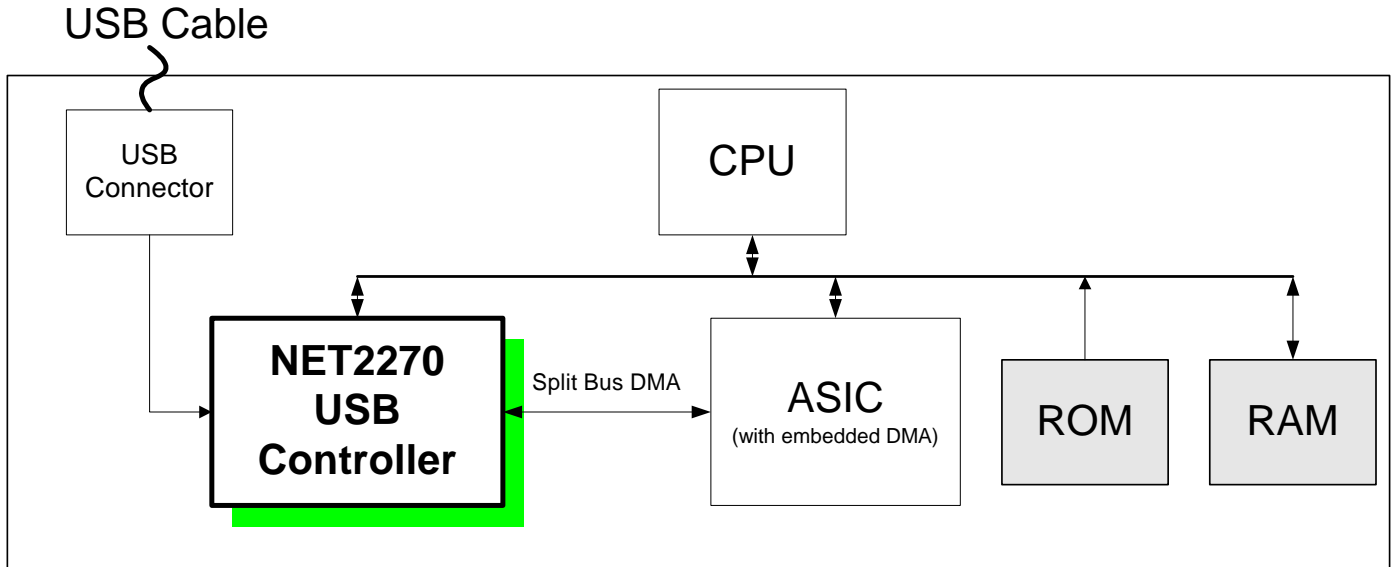 USB Cable
USB
Connector
CPU
NET2270
USB
Controller
Split Bus DMA
ASIC
(with embedded DMA)
ROM
RAM